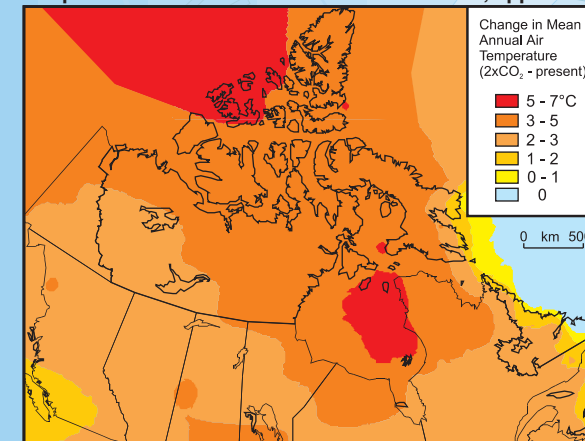 Change in Mean
Annual Air
Temperature
(2xCO₂ - present)
5 - 7°C
3 - 5
2 - 3
1 - 2
0 - 1
0
0 km 500